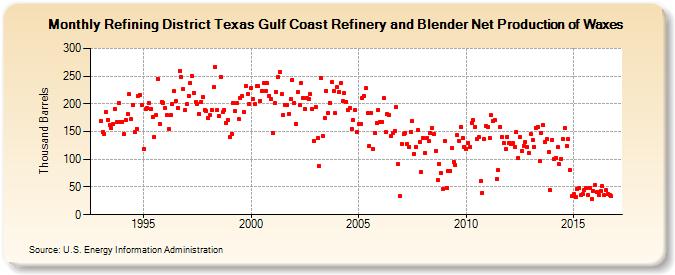 Monthly Refining District Texas Gulf Coast Refinery and Blender Net Production of Waxes
Thousand Barrels
300
250
200
150
100
50
0
1995 2000 2005 2010 2015
Source: U.S. Energy Information Administration